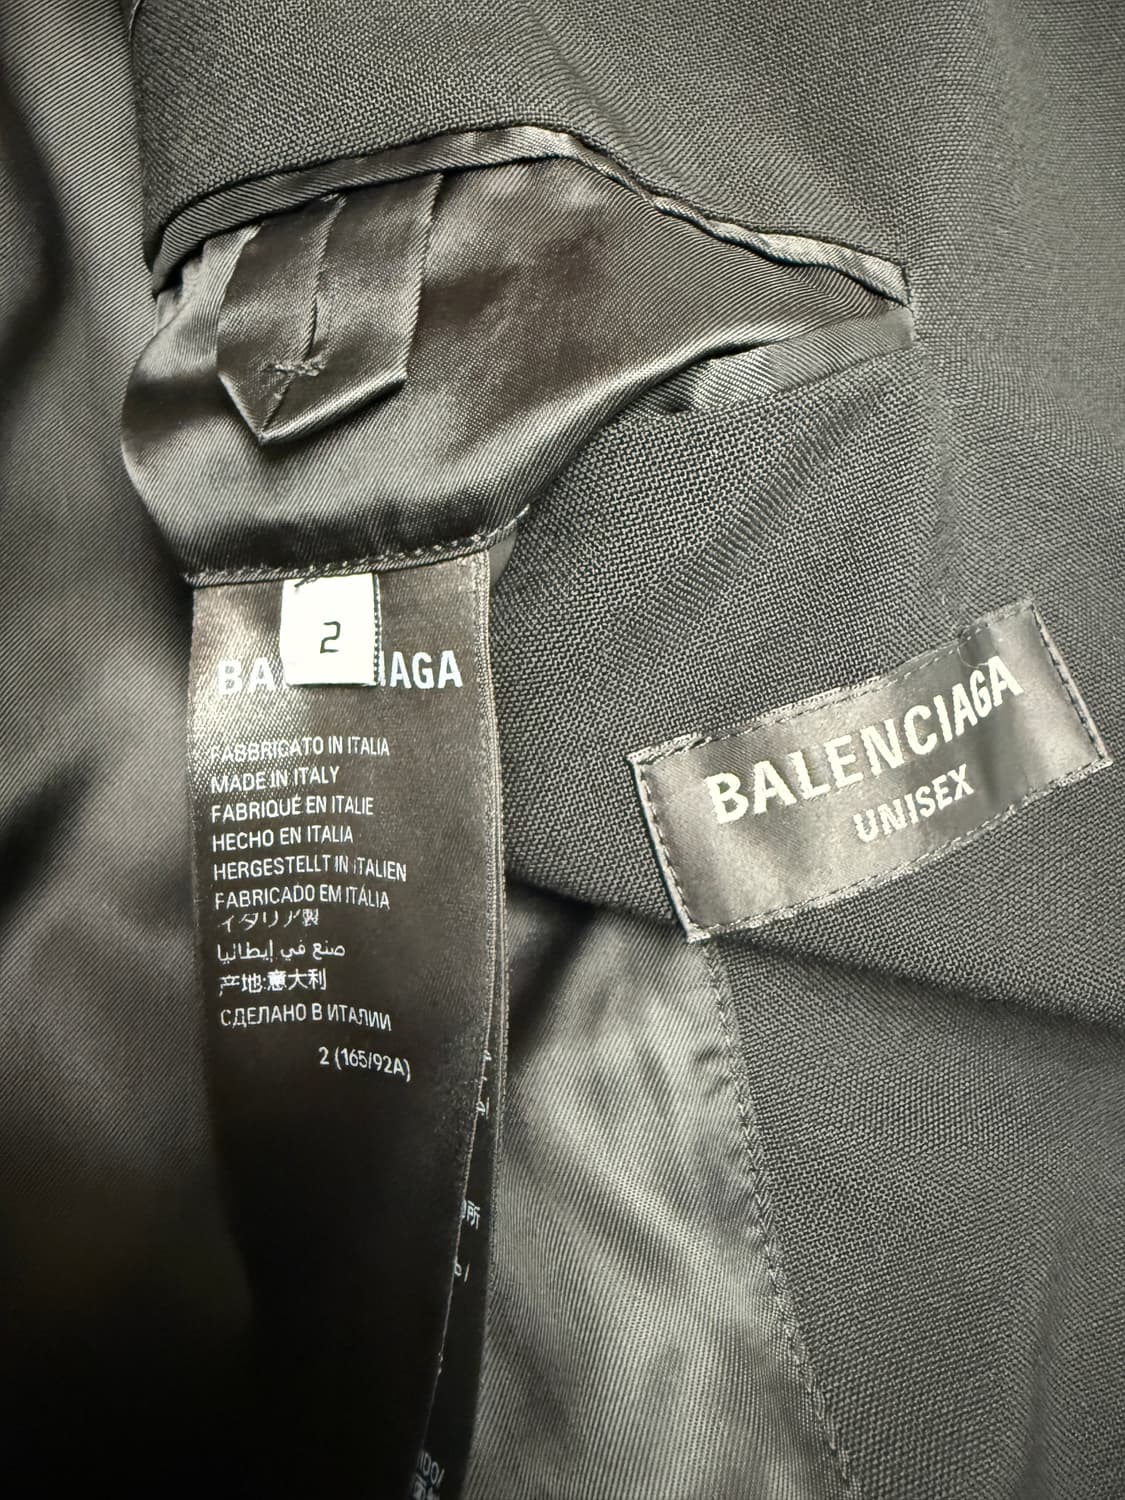 2
BA
IAGA
FABBRICATO IN ITALIA
MADE IN ITALY
FABRIQUÉ EN ITALIE
HECHO EN ITALIA
HERGESTELLT IN ITALIEN
FABRICADO EM ITÁLIA
イタリア製
صنع في إيطاليا
产地:意大利
СДЕЛАНО В ИТАЛИИ
2 (165/92A)
所
BALENCIAGA
UNISEX